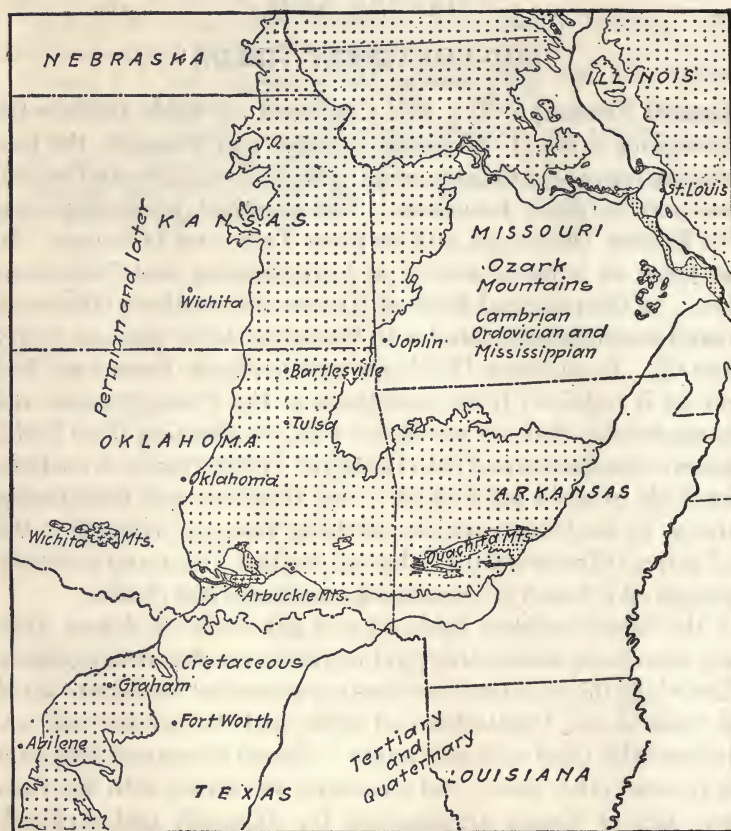 NEBRASKA
ILLINOIS
St. Louis
KANSAS
MISSOURI
Permian and later
Ozark
Mountains
Wichita
Cambrian
Ordovician and
Mississippian
Joplin
Bartlesville
Tulsa
OKLAHOMA
Oklahoma
ARKANSAS
Wichita Mts.
Ouachita Mts.
Arbuckle Mts.
Cretaceous
Graham
Fort Worth
Abilene
Tertiary
and
Quaternary
TEXAS
LOUISIANA